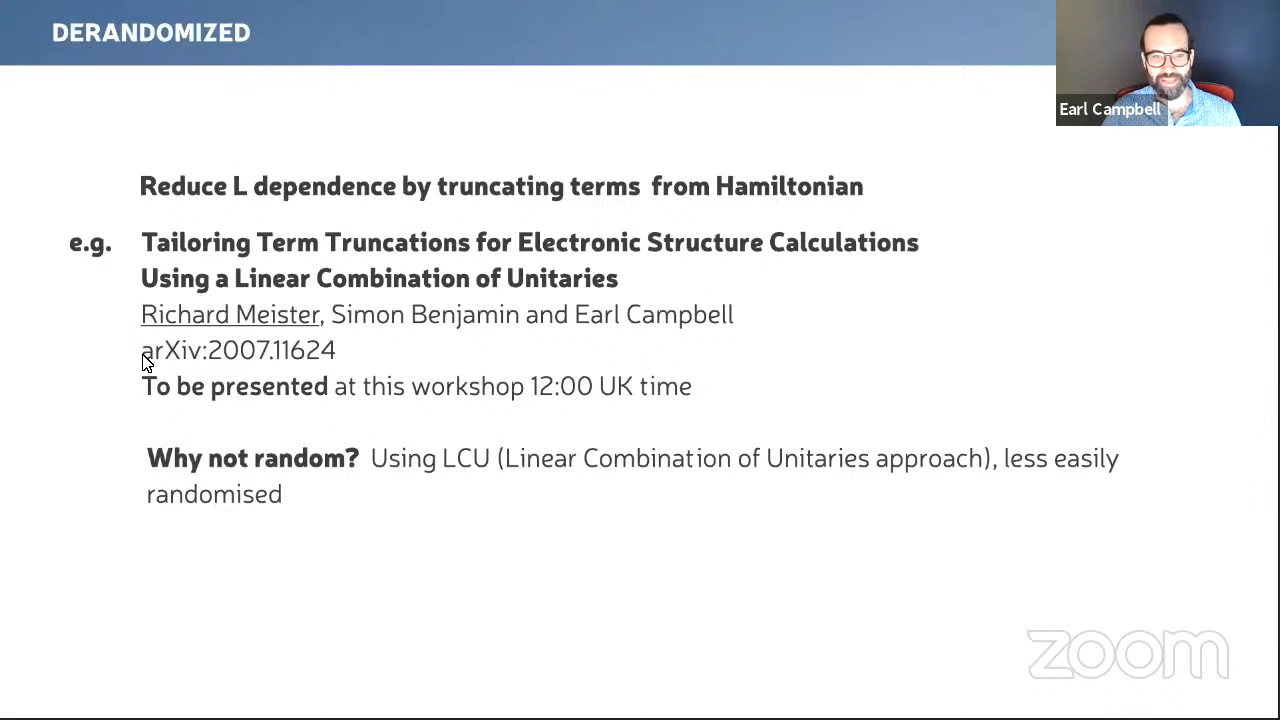 DERANDOMIZED
Earl Campbell
Reduce L dependence by truncating terms from Hamiltonian
e.g. Tailoring Term Truncations for Electronic Structure Calculations
Using a Linear Combination of Unitaries
Richard Meister, Simon Benjamin and Earl Campbell
arXiv:2007.11624
To be presented at this workshop 12:00 UK time
Why not random? Using LCU (Linear Combination of Unitaries approach), less easily
randomised
zoom